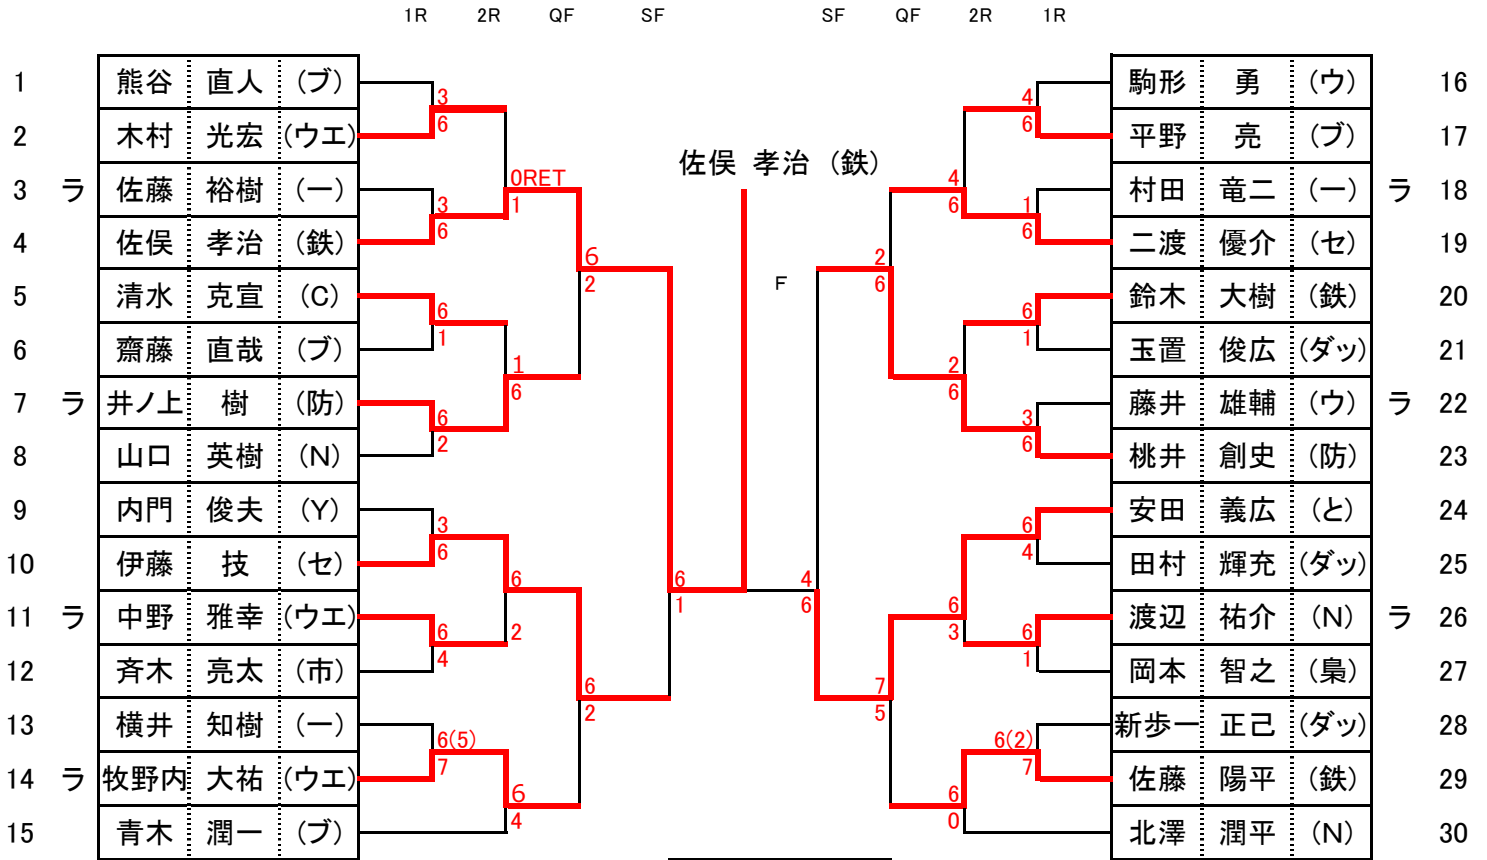 1R 2R QF SF SF QF 2R 1R
1 熊谷 直人 (ブ) 駒形 勇 (ウ) 16
3 4
2 木村 光宏 (ウエ) 6 6 平野 亮 (ブ) 17
佐俣 孝治 (鉄)
3 ラ 佐藤 裕樹 (一) 0RET 4 村田 竜二 (一) ラ 18
3 1 6 1
4 佐俣 孝治 (鉄) 6 6 二渡 優介 (セ) 19
6 2
5 清水 克宣 (C) 6 2 F 6 6 鈴木 大樹 (鉄) 20
6 齋藤 直哉 (ブ) 1 1 玉置 俊広 (ダッ) 21
1 2
7 ラ 井ノ上 樹 (防) 6 6 藤井 雄輔 (ウ) ラ 22
6 3
8 山口 英樹 (N) 2 6 桃井 創史 (防) 23
9 内門 俊夫 (Y) 安田 義広 (と) 24
3 6
10 伊藤 技 (セ) 6 4 田村 輝充 (ダッ) 25
6 6 4
11 ラ 中野 雅幸 (ウエ) 1 6 6 渡辺 祐介 (N) ラ 26
6 2 3 6
12 斉木 亮太 (市) 4 1 岡本 智之 (梟) 27
6 7
13 横井 知樹 (一) 2 5 新歩一 正己 (ダッ) 28
6(5) 6(2)
14 ラ 牧野内 大祐 (ウエ) 7 7 佐藤 陽平 (鉄) 29
6 6
15 青木 潤一 (ブ) 4 0 北澤 潤平 (N) 30